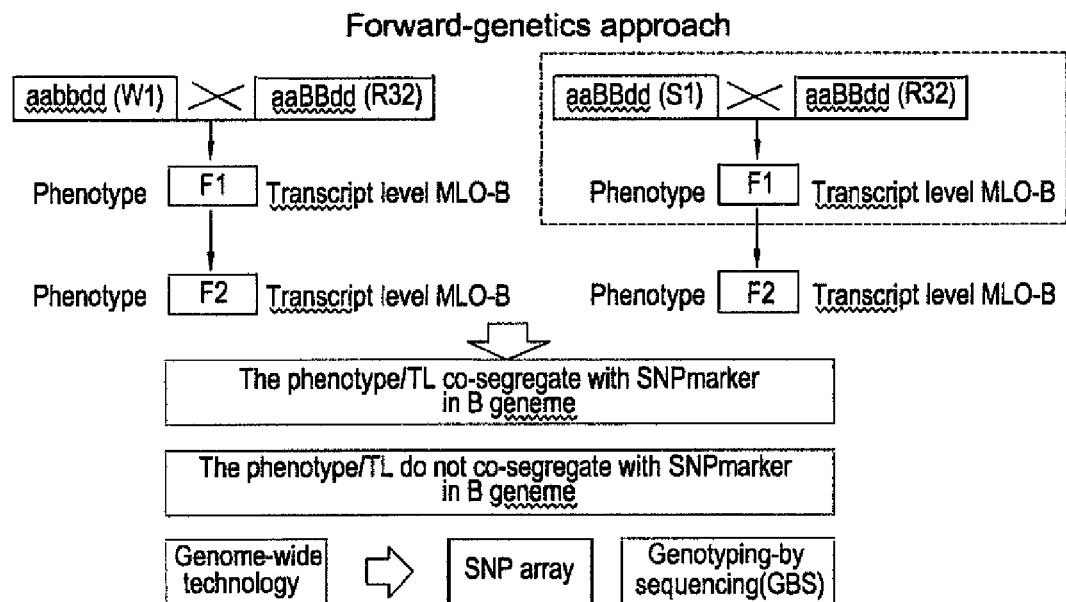 Forward-genetics approach
aabbdd (W1)
aaBBdd (R32)
aaBBdd (S1)
aaBBdd (R32)
Phenotype
F1
Transcript level MLO-B
Phenotype
F1
Transcript level MLO-B
Phenotype
F2
Transcript level MLO-B
Phenotype
F2
Transcript level MLO-B
The phenotype/TL co-segregate with SNPmarker
in B geneme
The phenotype/TL do not co-segregate with SNPmarker
in B geneme
Genome-wide
technology
SNP array
Genotyping-by
sequencing(GBS)